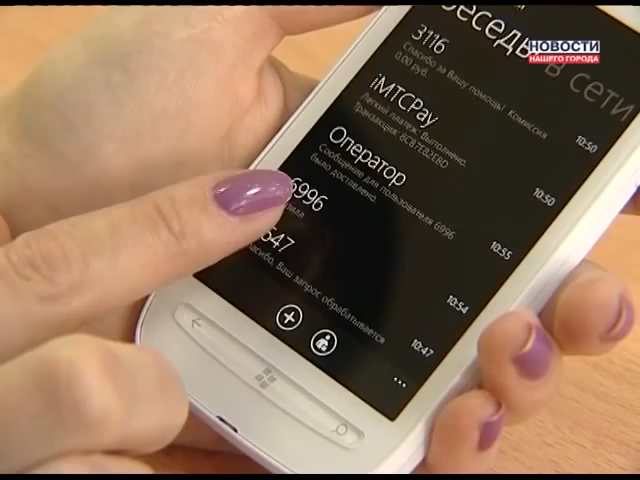 НОВОСТИ
НАШЕГО ГОРОДА
беседы в сети
3116
Спасибо за Вашу помощь! Комиссия
0.00 руб.
10:50
iMTCPay
Легкий платеж. Выполнено.
Транзакция:
10:50
Оператор
Сообщение для пользователя 6996
было доставлено.
10:55
6996
10:54
647
Ваш запрос обрабатывается
10:47